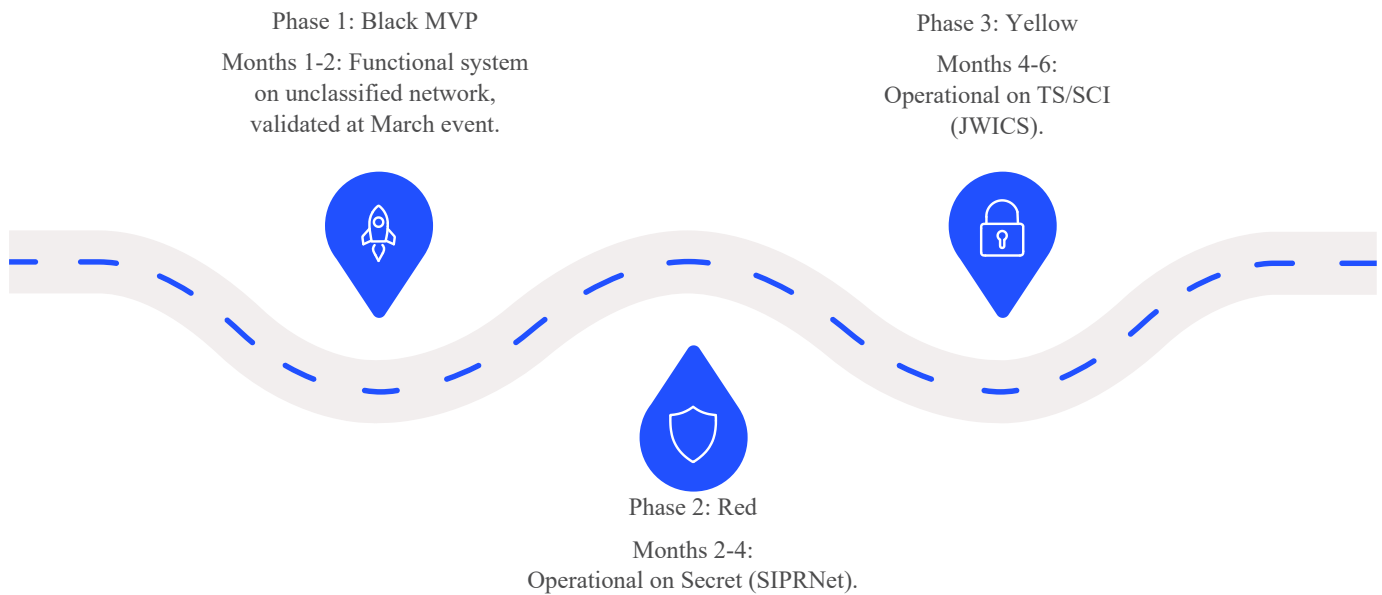 Phase 1: Black MVP
Months 1-2: Functional system
on unclassified network,
validated at March event.
Phase 2: Red
Months 2-4:
Operational on Secret (SIPRNet).
Phase 3: Yellow
Months 4-6:
Operational on TS/SCI
(JWICS).